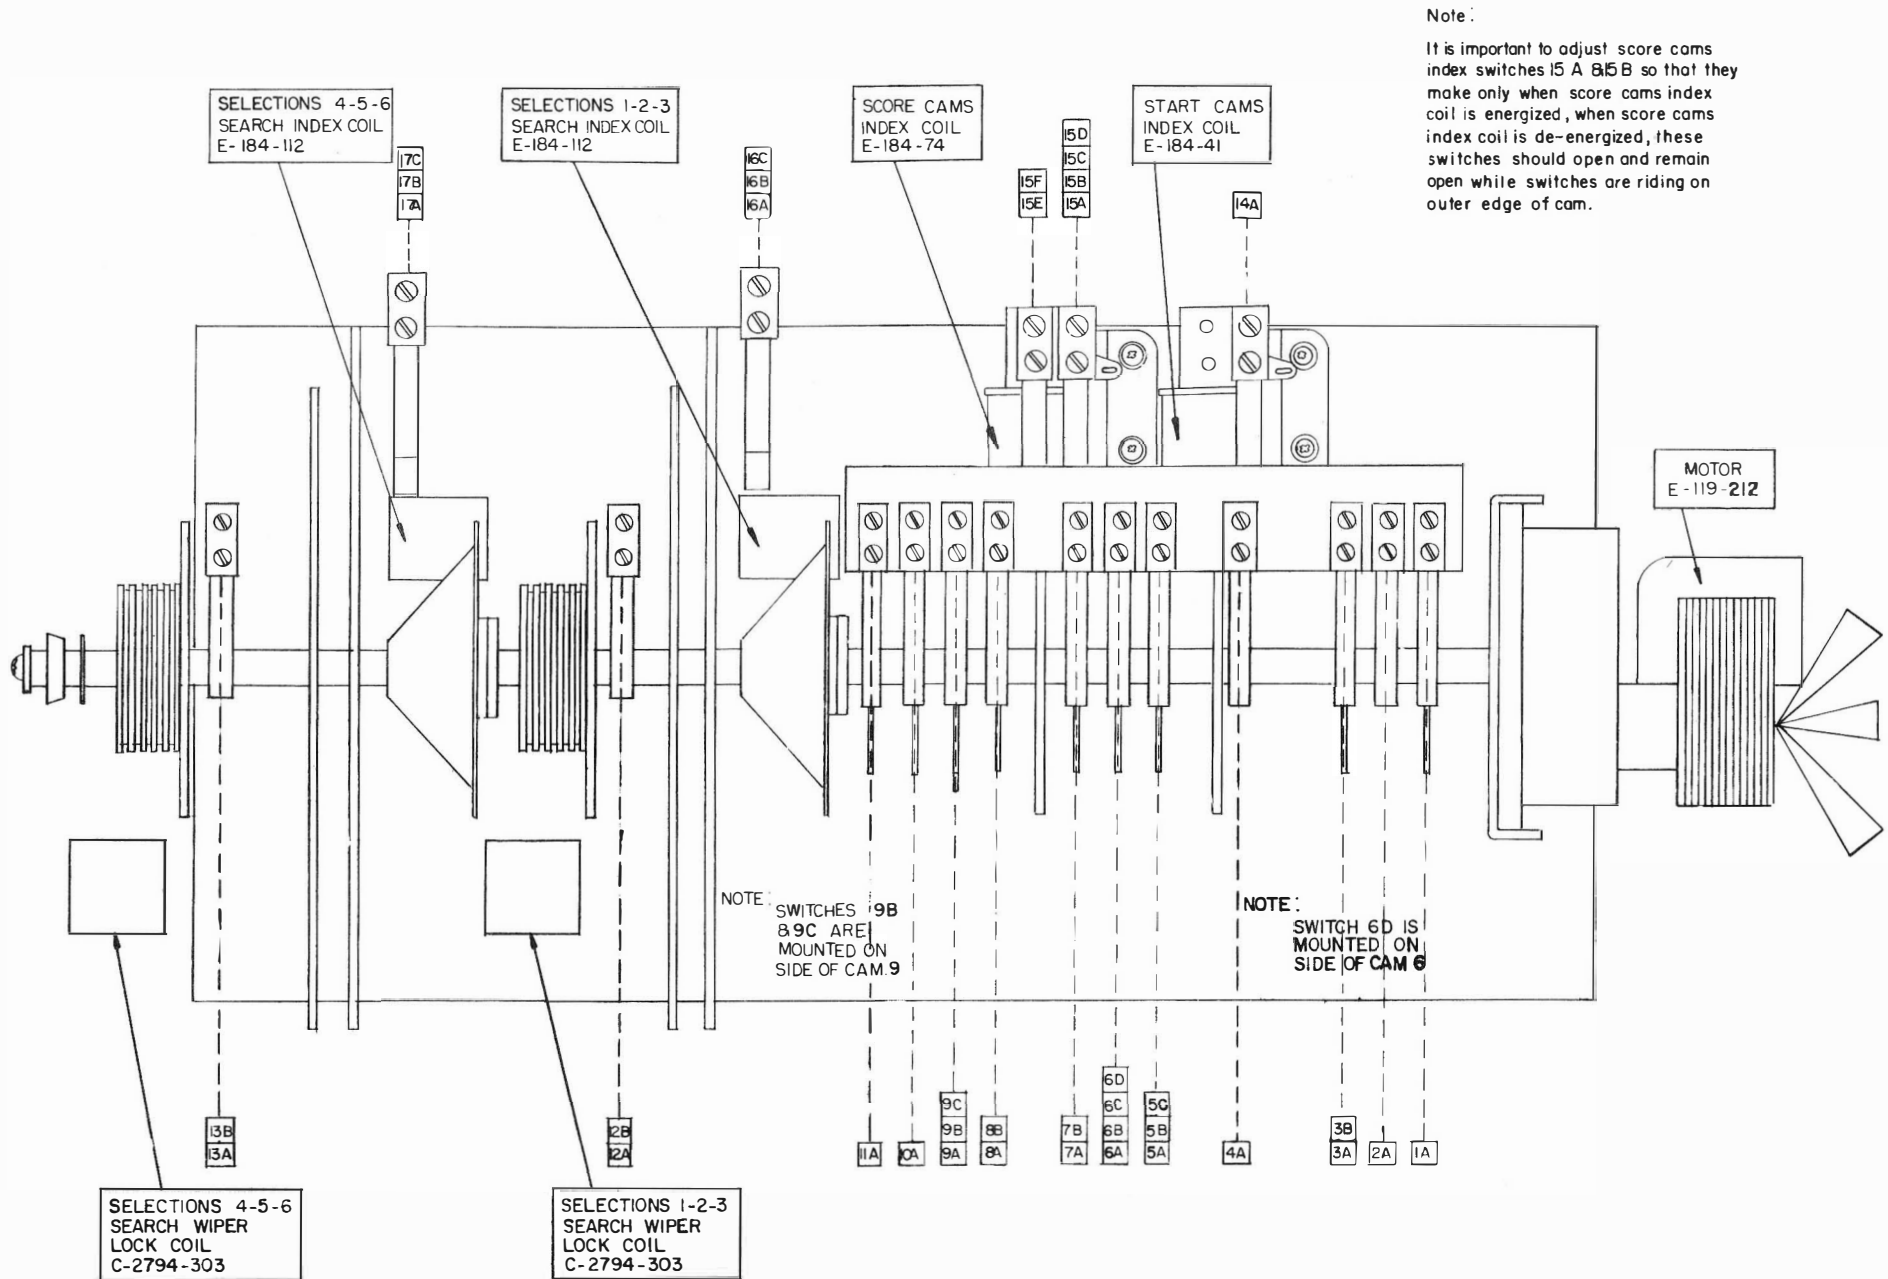 Note:
It is important to adjust score cams
index switches 15 A &15 B so that they
make only when score cams index
coil is energized, when score cams
index coil is de-energized, these
switches should open and remain
open while switches are riding on
outer edge of cam.
SELECTIONS 4-5-6
SEARCH INDEX COIL
E-184-112
SELECTIONS 1-2-3
SEARCH INDEX COIL
E-184-112
SCORE CAMS
INDEX COIL
E-184-74
START CAMS
INDEX COIL
E-184-41
17C
17B
17A
16C
16B
16A
15F
15E
15D
15C
15B
15A
14A
MOTOR
E-119-212
NOTE:
SWITCHES 9B
&9C ARE
MOUNTED ON
SIDE OF CAM.9
NOTE:
SWITCH 6D IS
MOUNTED ON
SIDE OF CAM 6
13B
13A
12B
12A
11A
10A
9C
9B
9A
8B
8A
7B
7A
6D
6C
6B
6A
5C
5B
5A
4A
3B
3A
2A
1A
SELECTIONS 4-5-6
SEARCH WIPER
LOCK COIL
C-2794-303
SELECTIONS 1-2-3
SEARCH WIPER
LOCK COIL
C-2794-303